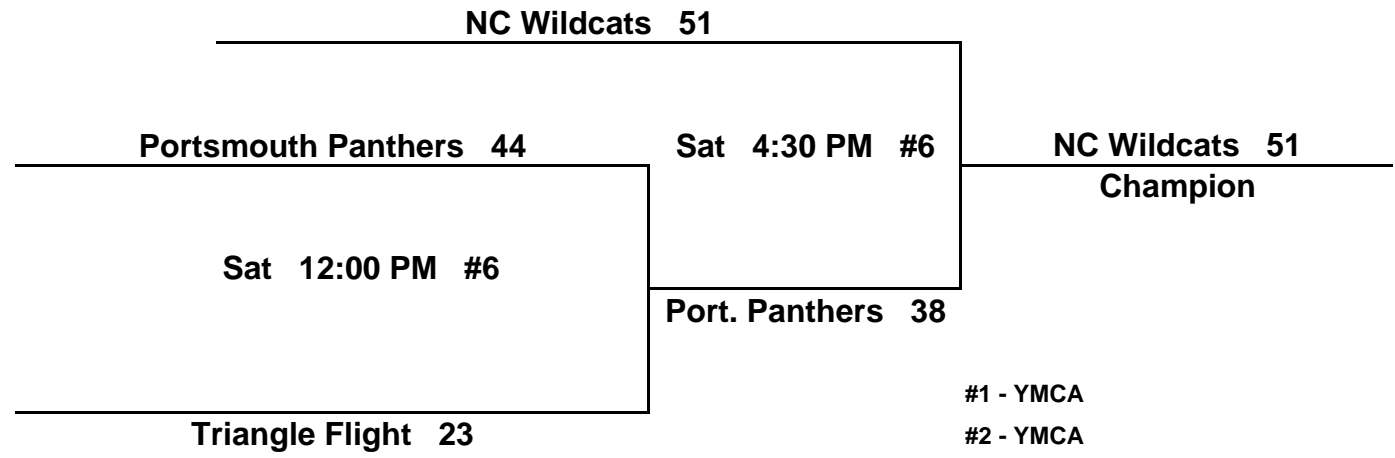 NC Wildcats 51
Portsmouth Panthers 44
Sat 4:30 PM #6
NC Wildcats 51
Champion
Sat 12:00 PM #6
Port. Panthers 38
#1 - YMCA
Triangle Flight 23
#2 - YMCA